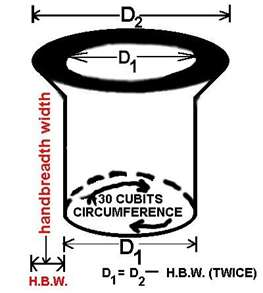 D2
D1
handbreadth width
30 CUBITS
CIRCUMFERENCE
D1
H.B.W.
D1 = D2 — H.B.W. (TWICE)